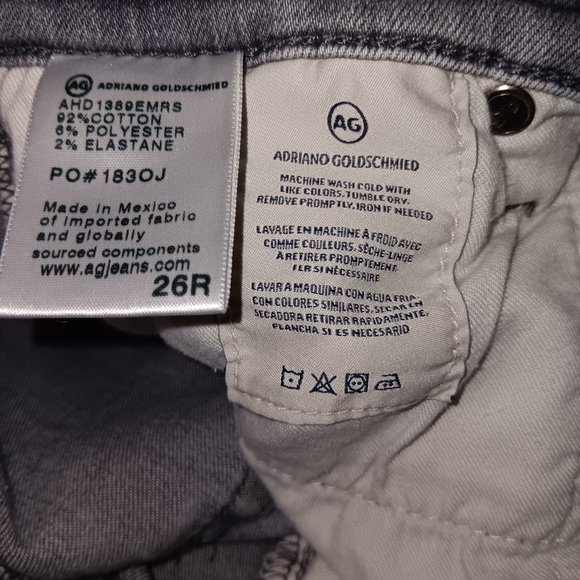 AG ADRIANO GOLDSCHMIED
AHD1389EMRS
92%COTTON
6% POLYESTER
2% ELASTANE
PO#1830J
Made in Mexico
of imported fabric
and globally
sourced components
www.agjeans.com
26R
AG
ADRIANO GOLDSCHMIED
MACHINE WASH COLD WITH
LIKE COLORS. TUMBLE DRY.
REMOVE PROMPTLY. IRON IF NEEDED
LAVAGE EN MACHINE À FROID AVEC
COMME COULEURS. SÈCHE-LINGE
À RETIRER PROMPTEMENT.
FER SI NÉCESSAIRE
LAVAR A MAQUINA CON AGUA FRIA
CON COLORES SIMILARES. SECAR EN
SECADORA RETIRAR RAPIDAMENTE.
PLANCHA SI ES NECESARIO